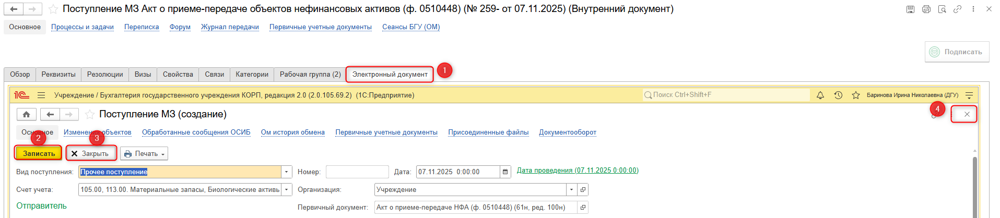 Поступление МЗ Акт о приеме-передаче объектов нефинансовых активов (ф. 0510448) (№ 259- от 07.11.2025) (Внутренний документ)
Основное Процессы и задачи Переписка Форум Журнал передачи Первичные учетные документы Сеансы БГУ (ОМ)
Подписать
Обзор Реквизиты Резолюции Визы Свойства Связи Категории Рабочая группа (2) Электронный документ 1
1С Учреждение / Бухгалтерия государственного учреждения КОРП, редакция 2.0 (2.0.105.69.2) (1С:Предприятие) Поиск Ctrl+Shift+F Баринова Ирина Николаевна (ДГУ)
Поступление МЗ (создание) 4
Основное Изменения объектов Обработанные сообщения ОСИБ Ом история обмена Первичные учетные документы Присоединенные файлы Документооборот
2 3
Записать Закрыть Печать
Вид поступления: Прочее поступление Номер: Дата: 07.11.2025 0:00:00 Дата проведения (07.11.2025 0:00:00)
Счет учета: 105.00, 113.00. Материальные запасы, Биологические активы Организация: Учреждение
Отправитель Первичный документ: Акт о приеме-передаче НФА (ф. 0510448) (61н, ред. 100н)